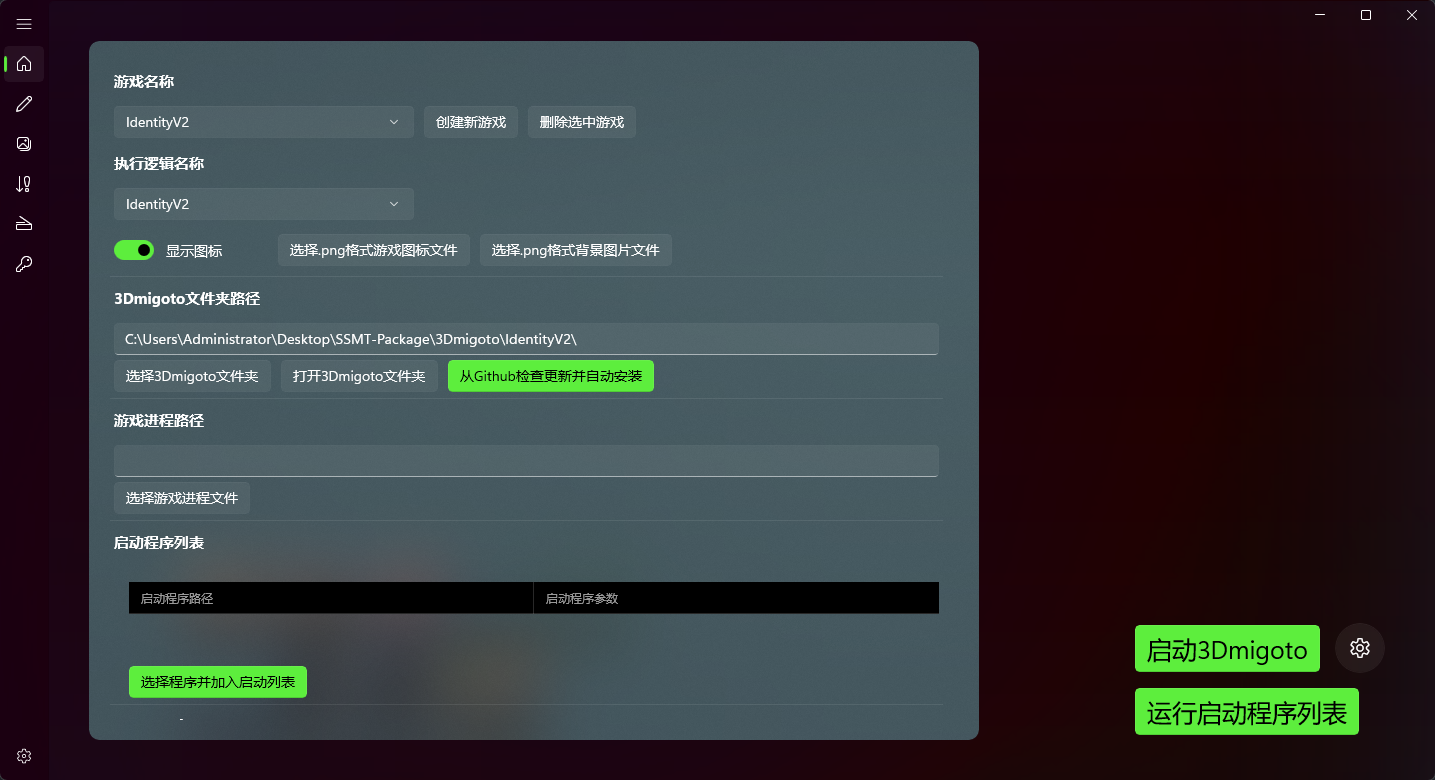 游戏名称
IdentityV2 创建新游戏 删除选中游戏
执行逻辑名称
IdentityV2
显示图标 选择.png格式游戏图标文件 选择.png格式背景图片文件
3Dmigoto文件夹路径
C:\Users\Administrator\Desktop\SSMT-Package\3Dmigoto\IdentityV2\
选择3Dmigoto文件夹 打开3Dmigoto文件夹 从Github检查更新并自动安装
游戏进程路径
选择游戏进程文件
启动程序列表
启动程序路径 启动程序参数
选择程序并加入启动列表
-
启动3Dmigoto
运行启动程序列表